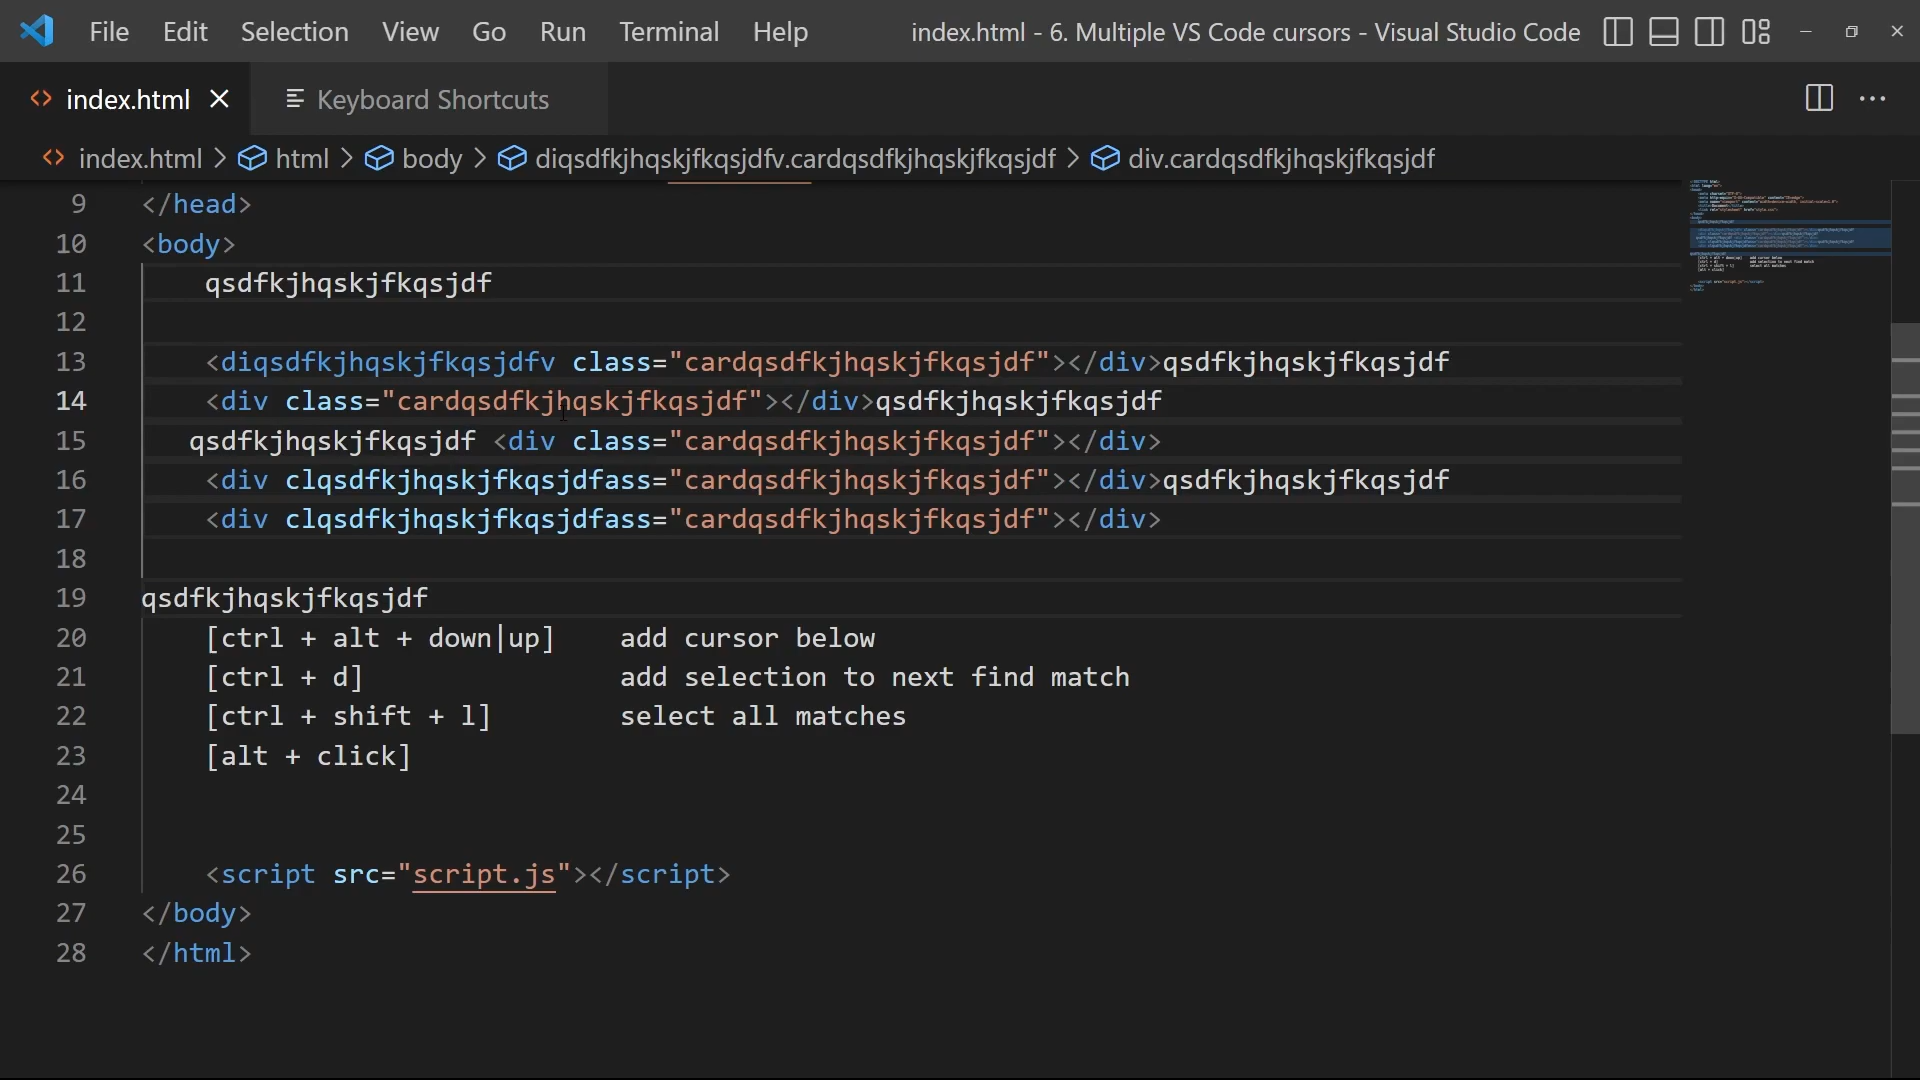 File Edit Selection View Go Run Terminal Help index.html - 6. Multiple VS Code cursors - Visual Studio Code
index.html Keyboard Shortcuts
index.html > html > body > diqsdfkjhqskjfkqsjdfv.cardqsdfkjhqskjfkqsjdf > div.cardqsdfkjhqskjfkqsjdf
9 </head>
10 <body>
11 qsdfkjhqskjfkqsjdf
12
13 <diqsdfkjhqskjfkqsjdfv class="cardqsdfkjhqskjfkqsjdf"></div>qsdfkjhqskjfkqsjdf
14 <div class="cardqsdfkjhqskjfkqsjdf"></div>qsdfkjhqskjfkqsjdf
15 qsdfkjhqskjfkqsjdf <div class="cardqsdfkjhqskjfkqsjdf"></div>
16 <div clqsdfkjhqskjfkqsjdfass="cardqsdfkjhqskjfkqsjdf"></div>qsdfkjhqskjfkqsjdf
17 <div clqsdfkjhqskjfkqsjdfass="cardqsdfkjhqskjfkqsjdf"></div>
18
19 qsdfkjhqskjfkqsjdf
20 [ctrl + alt + down|up] add cursor below
21 [ctrl + d] add selection to next find match
22 [ctrl + shift + l] select all matches
23 [alt + click]
24
25
26 <script src="script.js"></script>
27 </body>
28 </html>